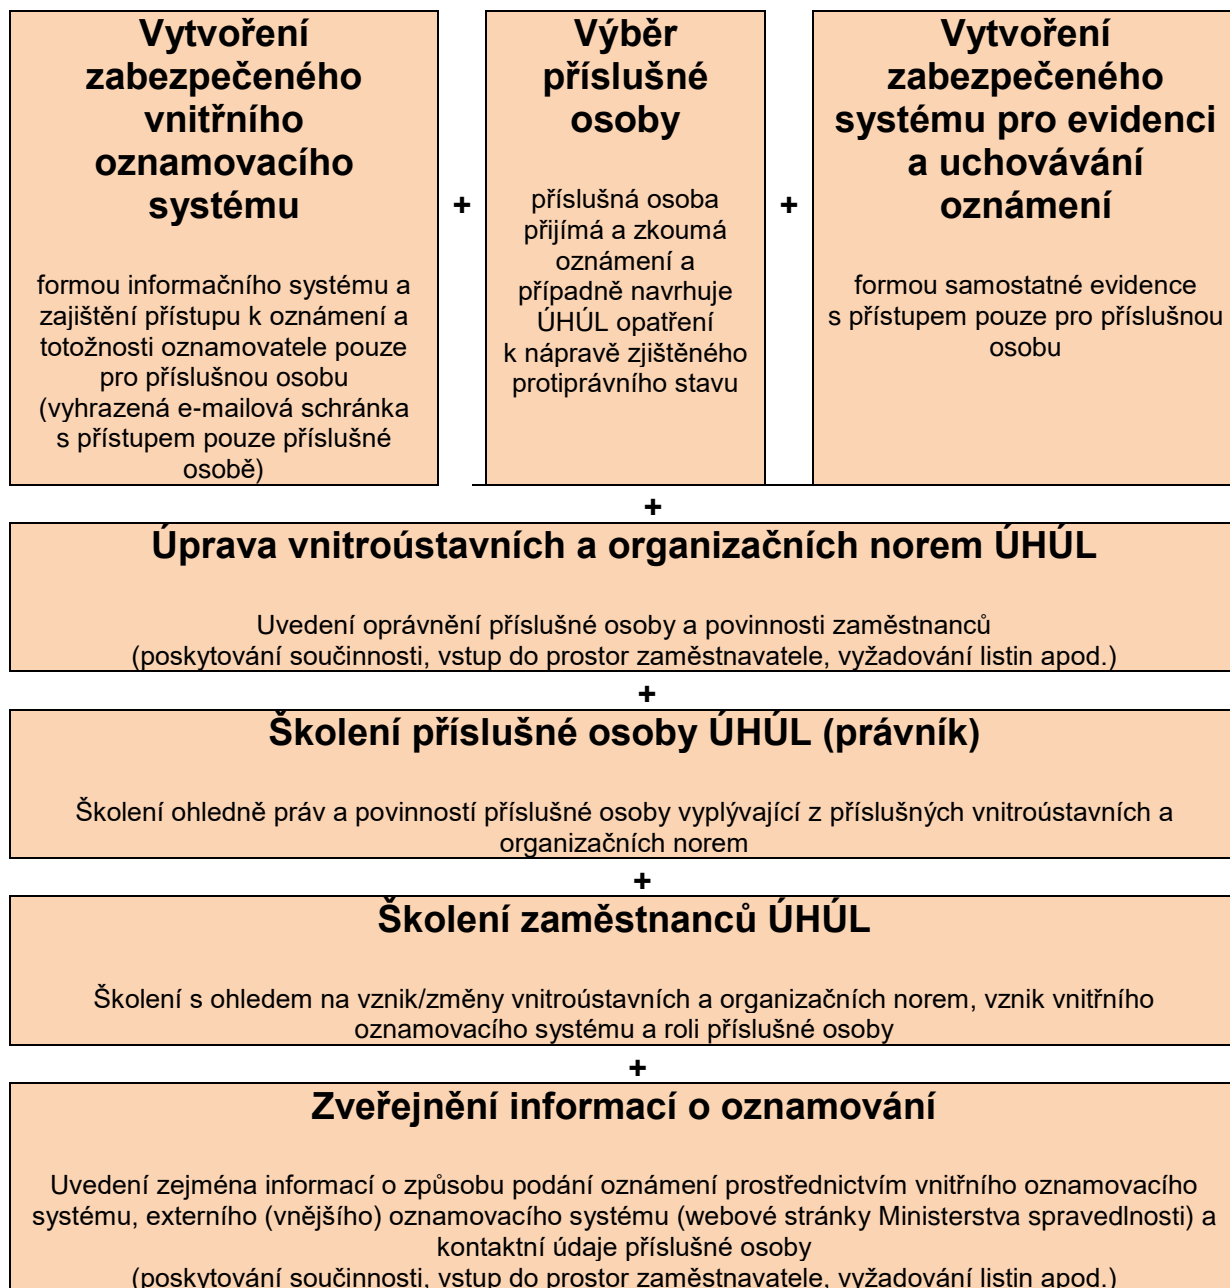 Vytvoření
zabezpečeného
vnitřního
oznamovacího
systému
formou informačního systému a
zajištění přístupu k oznámení a
totožnosti oznamovatele pouze
pro příslušnou osobu
(vyhrazená e-mailová schránka
s přístupem pouze příslušné
osobě)
+
Výběr
příslušné
osoby
příslušná osoba
přijímá a zkoumá
oznámení a
případně navrhuje
ÚHÚL opatření
k nápravě zjištěného
protiprávního stavu
+
Vytvoření
zabezpečeného
systému pro evidenci
a uchovávání
oznámení
formou samostatné evidence
s přístupem pouze pro příslušnou
osobu
+
Úprava vnitroústavních a organizačních norem ÚHÚL
Uvedení oprávnění příslušné osoby a povinnosti zaměstnanců
(poskytování součinnosti, vstup do prostor zaměstnavatele, vyžadování listin apod.)
+
Školení příslušné osoby ÚHÚL (právník)
Školení ohledně práv a povinností příslušné osoby vyplývající z příslušných vnitroústavních a
organizačních norem
+
Školení zaměstnanců ÚHÚL
Školení s ohledem na vznik/změny vnitroústavních a organizačních norem, vznik vnitřního
oznamovacího systému a roli příslušné osoby
+
Zveřejnění informací o oznamování
Uvedení zejména informací o způsobu podání oznámení prostřednictvím vnitřního oznamovacího
systému, externího (vnějšího) oznamovacího systému (webové stránky Ministerstva spravedlnosti) a
kontaktní údaje příslušné osoby
(poskytování součinnosti, vstup do prostor zaměstnavatele, vyžadování listin apod.)